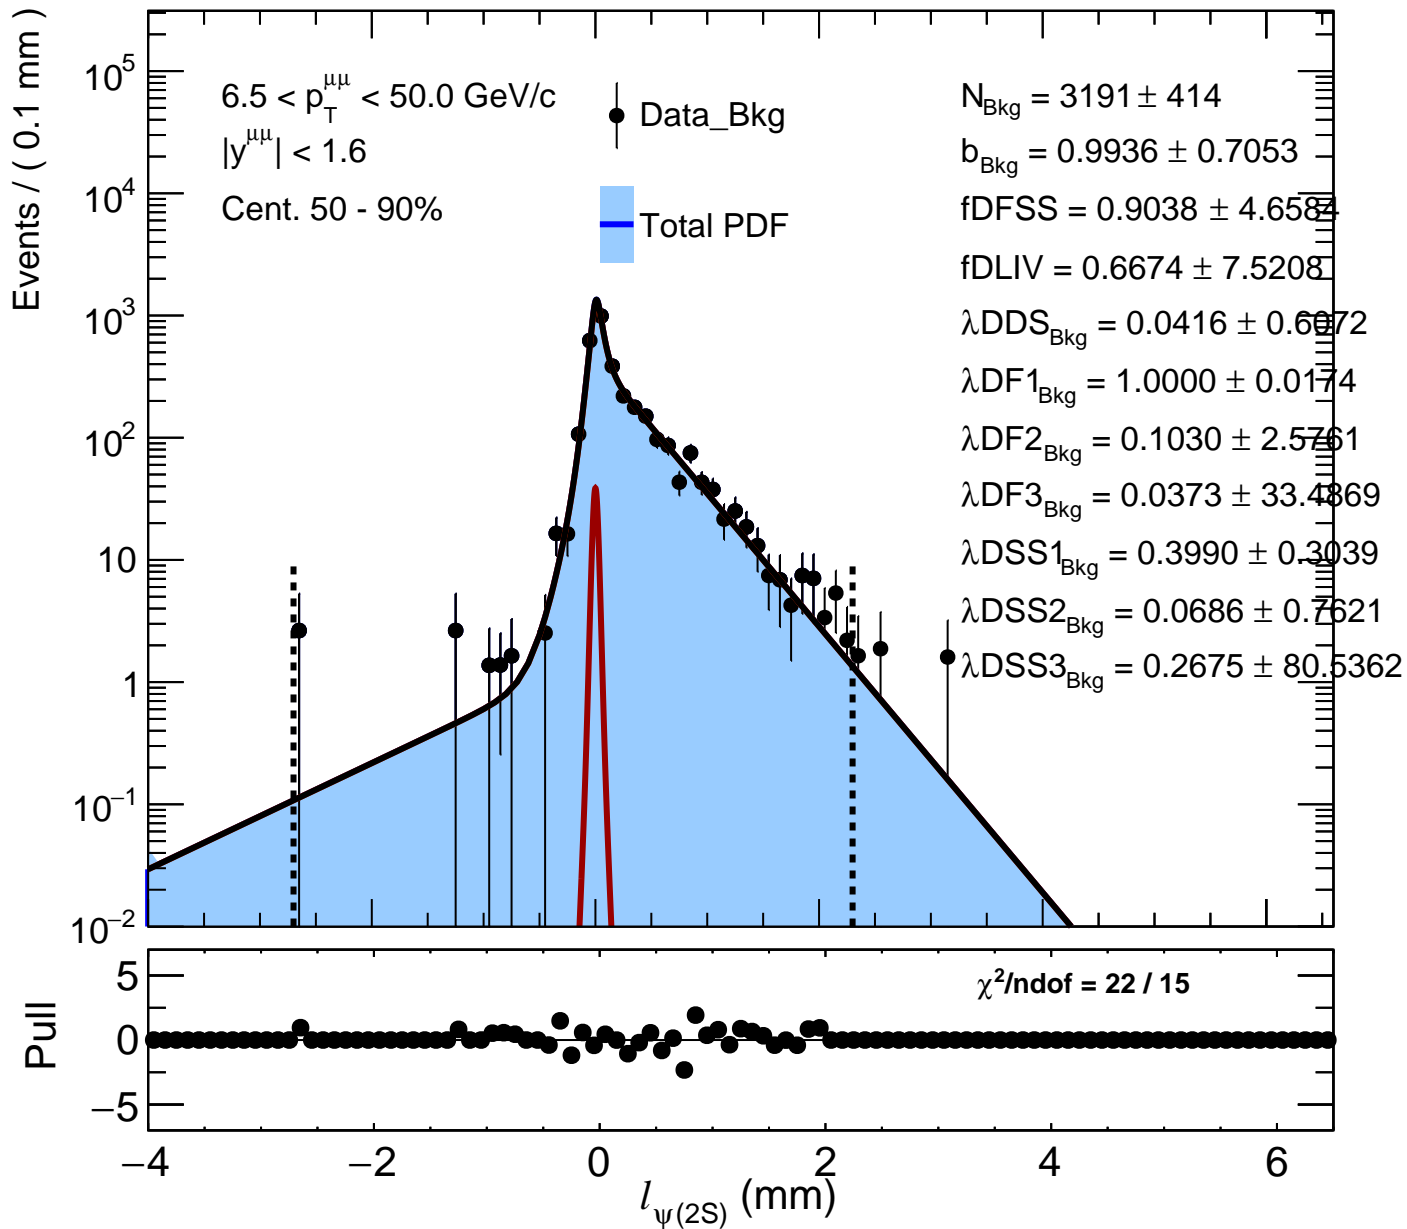 Events / ( 0.1 mm )
10^5
10^4
10^3
10^2
10
1
10^−1
10^−2
6.5 < p_T^μμ < 50.0 GeV/c
|y^μμ| < 1.6
Cent. 50 - 90%
Data_Bkg
Total PDF
N_Bkg = 3191 ± 414
b_Bkg = 0.9936 ± 0.7053
fDFSS = 0.9038 ± 4.6584
fDLIV = 0.6674 ± 7.5208
λDDS_Bkg = 0.0416 ± 0.6072
λDF1_Bkg = 1.0000 ± 0.0174
λDF2_Bkg = 0.1030 ± 2.5761
λDF3_Bkg = 0.0373 ± 33.4869
λDSS1_Bkg = 0.3990 ± 0.3039
λDSS2_Bkg = 0.0686 ± 0.7621
λDSS3_Bkg = 0.2675 ± 80.5362
Pull
5
0
−5
χ²/ndof = 22 / 15
−4 −2 0 2 4 6
l_ψ(2S) (mm)